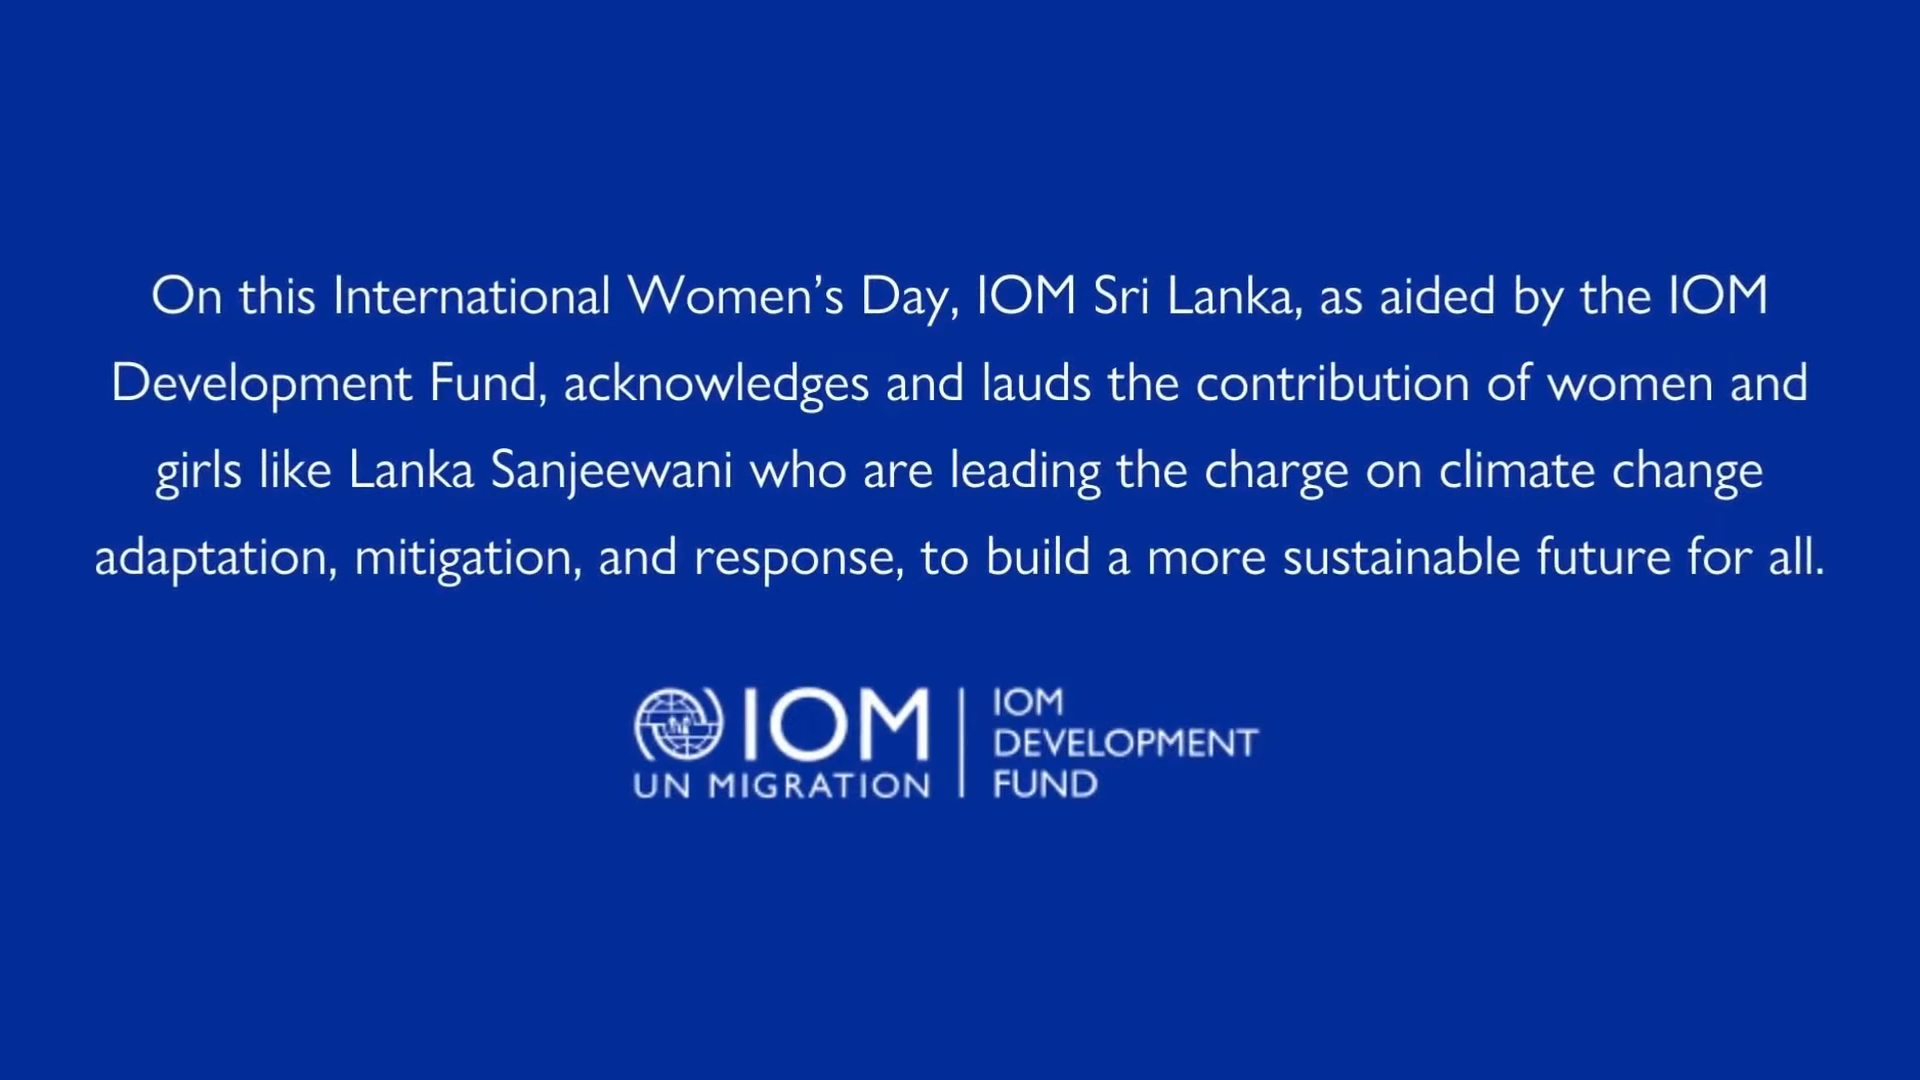 On this International Women’s Day, IOM Sri Lanka, as aided by the IOM
Development Fund, acknowledges and lauds the contribution of women and
girls like Lanka Sanjeewani who are leading the charge on climate change
adaptation, mitigation, and response, to build a more sustainable future for all.
IOM
UN MIGRATION
IOM
DEVELOPMENT
FUND